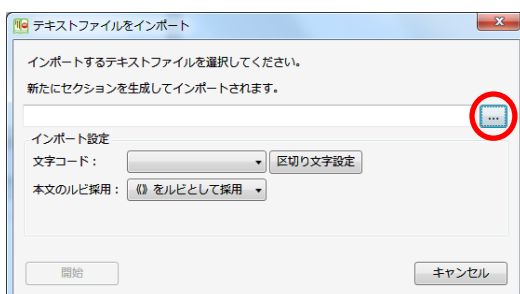 テキストファイルをインポート
インポートするテキストファイルを選択してください。
新たにセクションを生成してインポートされます。
...
インポート設定
文字コード： 区切り文字設定
本文のルビ採用： 《》をルビとして採用
開始 キャンセル